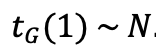 t_G(1) ~ N.